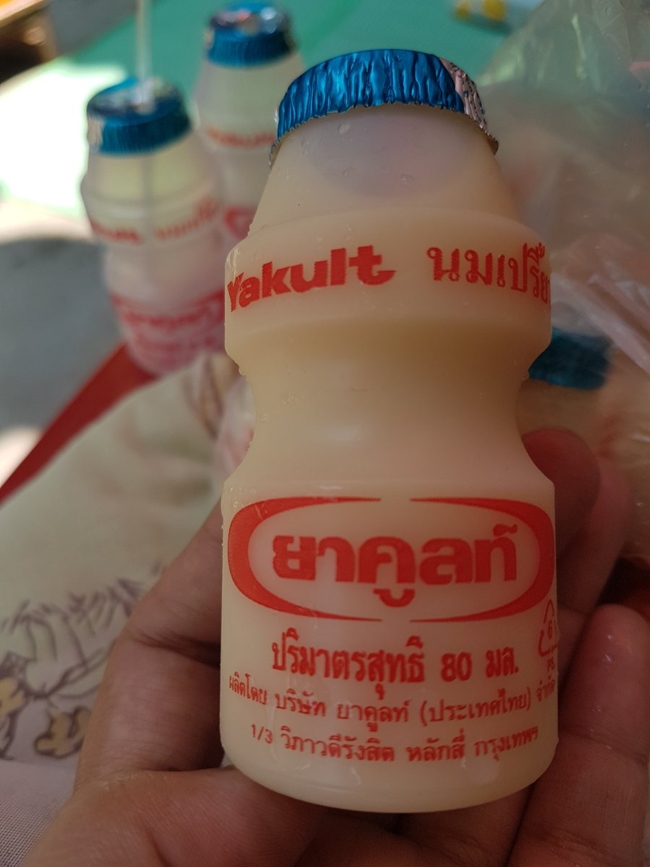 Yakult นมเปรี้ย
ยาคูลท์
ปริมาตรสุทธิ 80 มล.
ผลิตโดย บริษัท ยาคูลท์ (ประเทศไทย) จำกัด
1/3 วิภาวดีรังสิต หลักสี่ กรุงเทพฯ